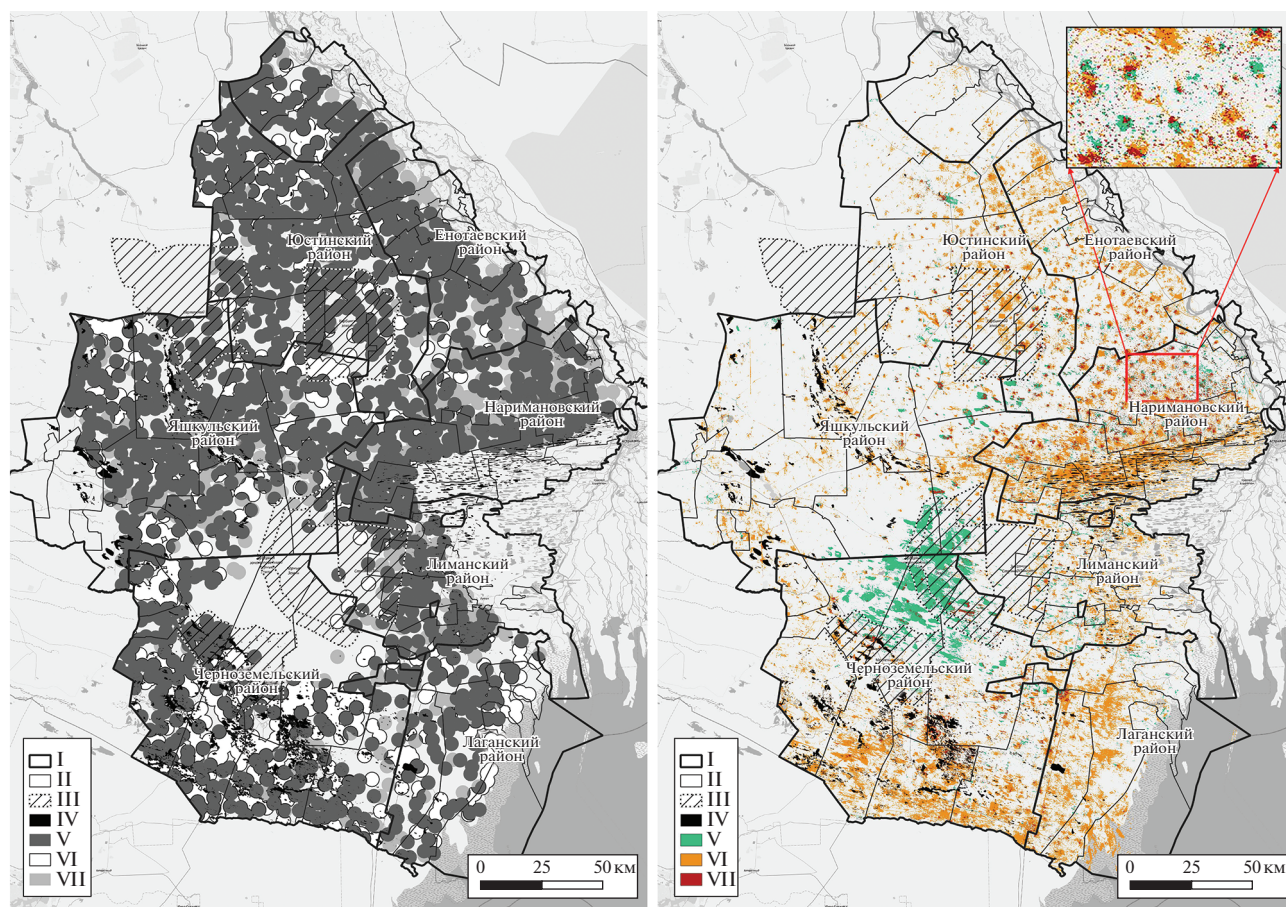 Юстинский
район
Енотаевский
район
Наримановский
район
Яшкульский
район
Лиманский
район
Черноземельский
район
Лаганский
район
I
II
III
IV
V
VI
VII
0 25 50 км
Юстинский
район
Енотаевский
район
Наримановский
район
Яшкульский
район
Лиманский
район
Черноземельский
район
Лаганский
район
I
II
III
IV
V
VI
VII
0 25 50 км